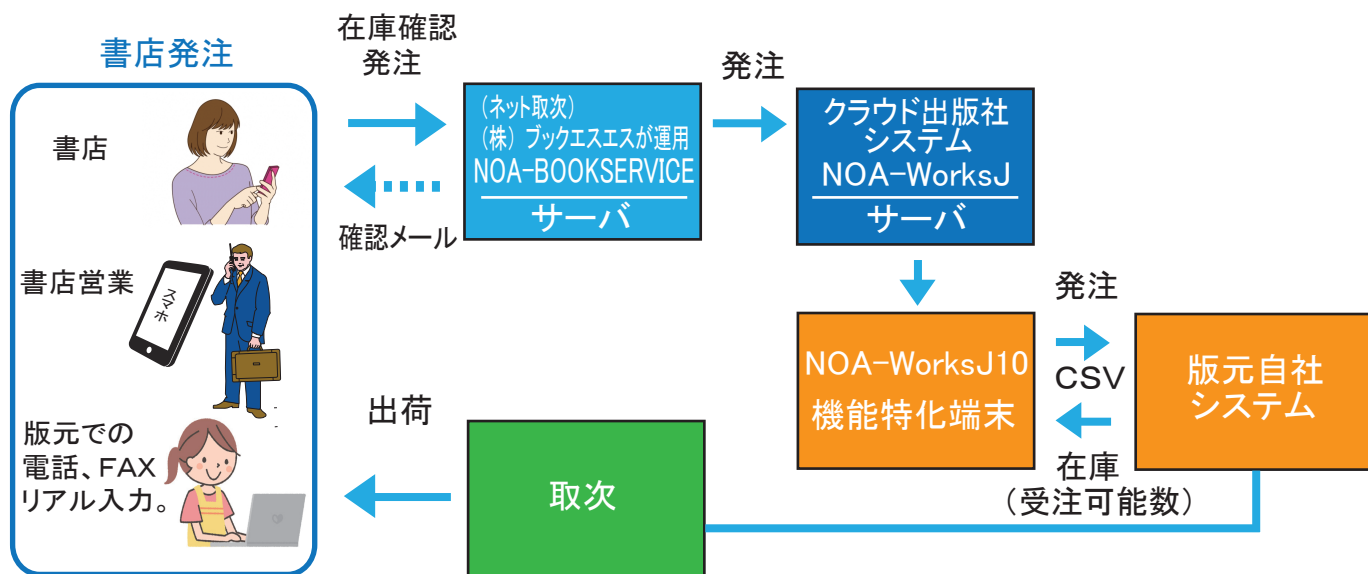 書店発注
書店
書店営業
スマホ
版元での
電話、FAX
リアル入力。
在庫確認
発注
確認メール
(ネット取次)
(株) ブックエスエスが運用
NOA-BOOKSERVICE
サーバ
発注
クラウド出版社
システム
NOA-WorksJ
サーバ
NOA-WorksJ10
機能特化端末
発注
CSV
在庫
(受注可能数)
版元自社
システム
取次
出荷